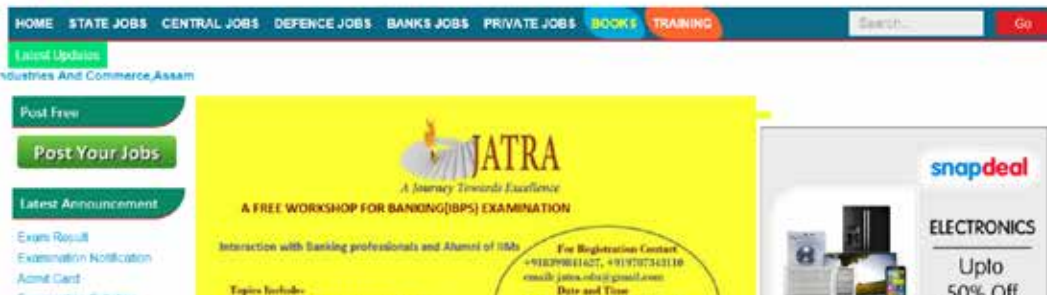 HOME STATE JOBS CENTRAL JOBS DEFENCE JOBS BANKS JOBS PRIVATE JOBS BOOKS TRAINING Search... Go
Latest Updates
ndustries And Commerce,Assam
Post Free
Post Your Jobs
Latest Announcement
Exam Result
Examination Notification
Admit Card
JATRA
A Journey Towards Excellence
A FREE WORKSHOP FOR BANKING(IBPS) EXAMINATION
Interaction with Banking professionals and Alumni of IIMs
For Registration Contact
Date and Time
Topics Include-
snapdeal
ELECTRONICS
Upto
50% Off